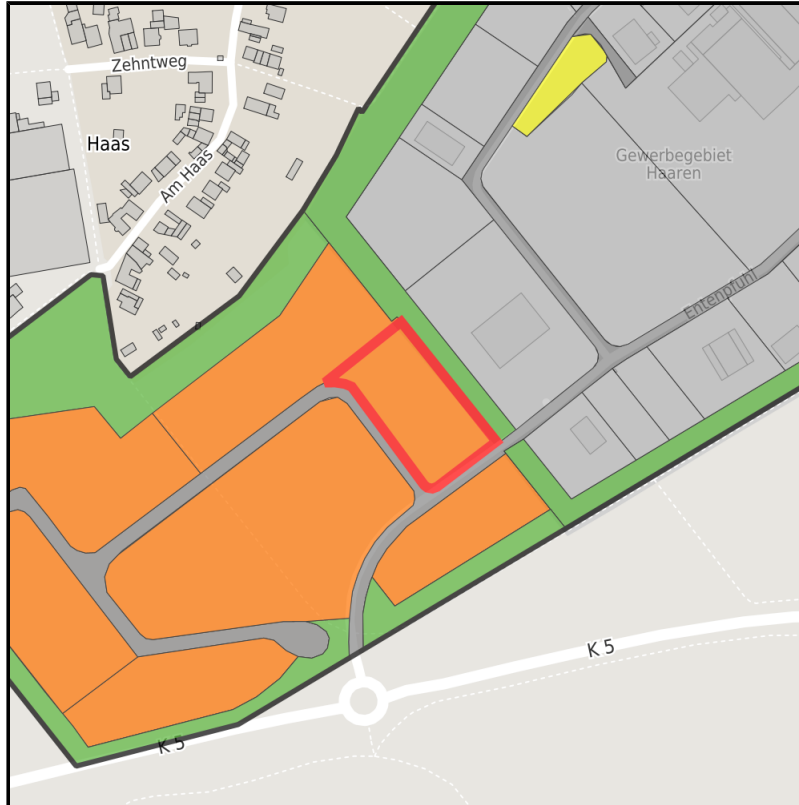 Zehntweg
Haas
Am Haas
Gewerbegebiet
Haaren
Entenpfuhl
K 5
K 5